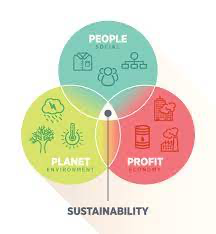 PEOPLE
SOCIAL
PLANET
ENVIRONMENT
PROFIT
ECONOMY
SUSTAINABILITY